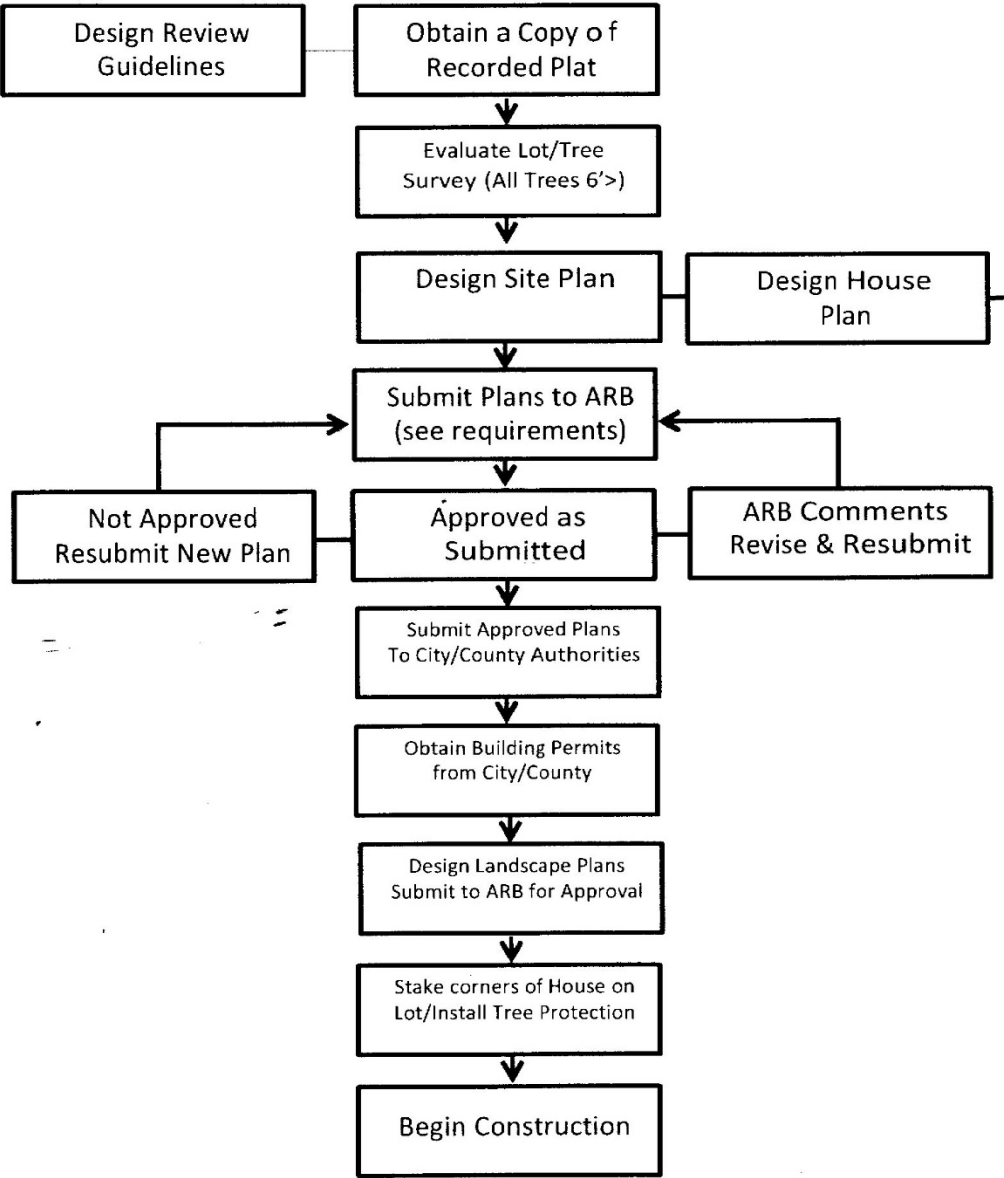 Design Review
Guidelines
Obtain a Copy of
Recorded Plat
Evaluate Lot/Tree
Survey (All Trees 6'>)
Design Site Plan
Design House
Plan
Submit Plans to ARB
(see requirements)
Not Approved
Resubmit New Plan
Approved as
Submitted
ARB Comments
Revise & Resubmit
Submit Approved Plans
To City/County Authorities
Obtain Building Permits
from City/County
Design Landscape Plans
Submit to ARB for Approval
Stake corners of House on
Lot/Install Tree Protection
Begin Construction